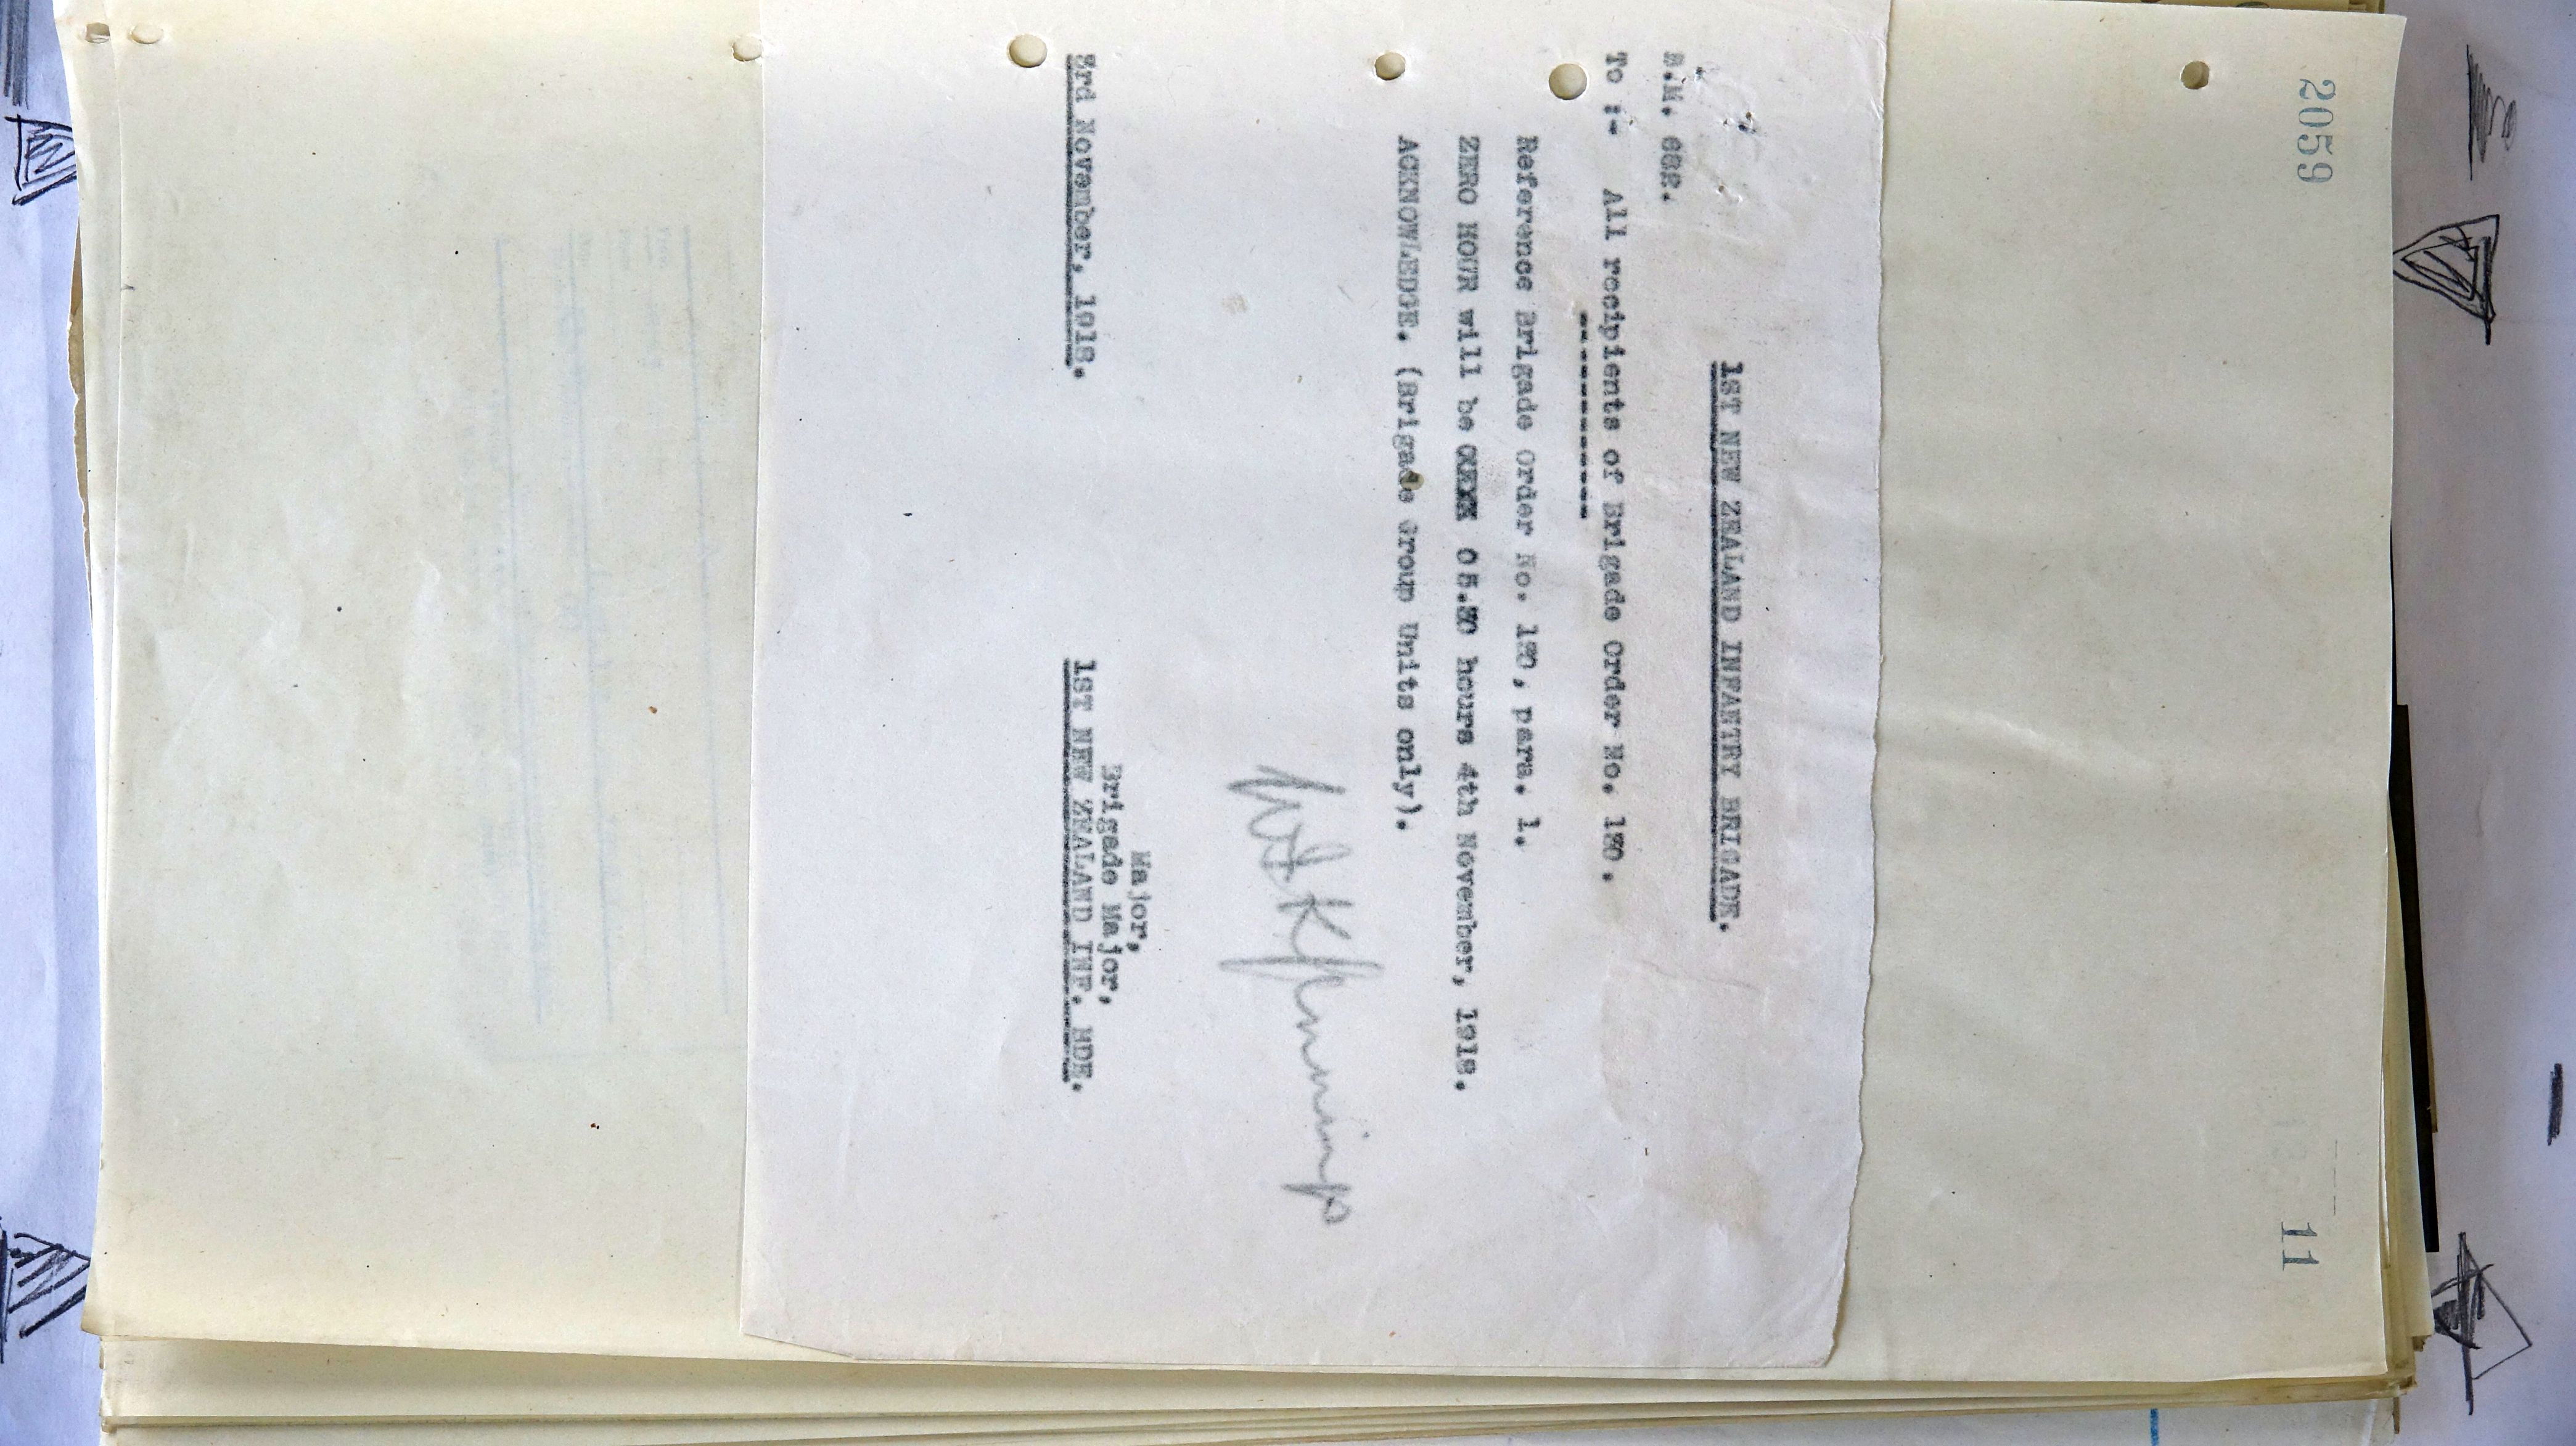 2059
11
1ST NEW ZEALAND INFANTRY BRIGADE.
B.M. 682.
To :- All recipients of Brigade Order No. 180.
----------
Reference Brigade Order No. 180, para. 1.
ZERO HOUR will be 05.30 hours 4th November, 1918.
ACKNOWLEDGE. (Brigade Group Units only).
Major,
Brigade Major,
3rd November, 1918. 1ST NEW ZEALAND INF. BDE.